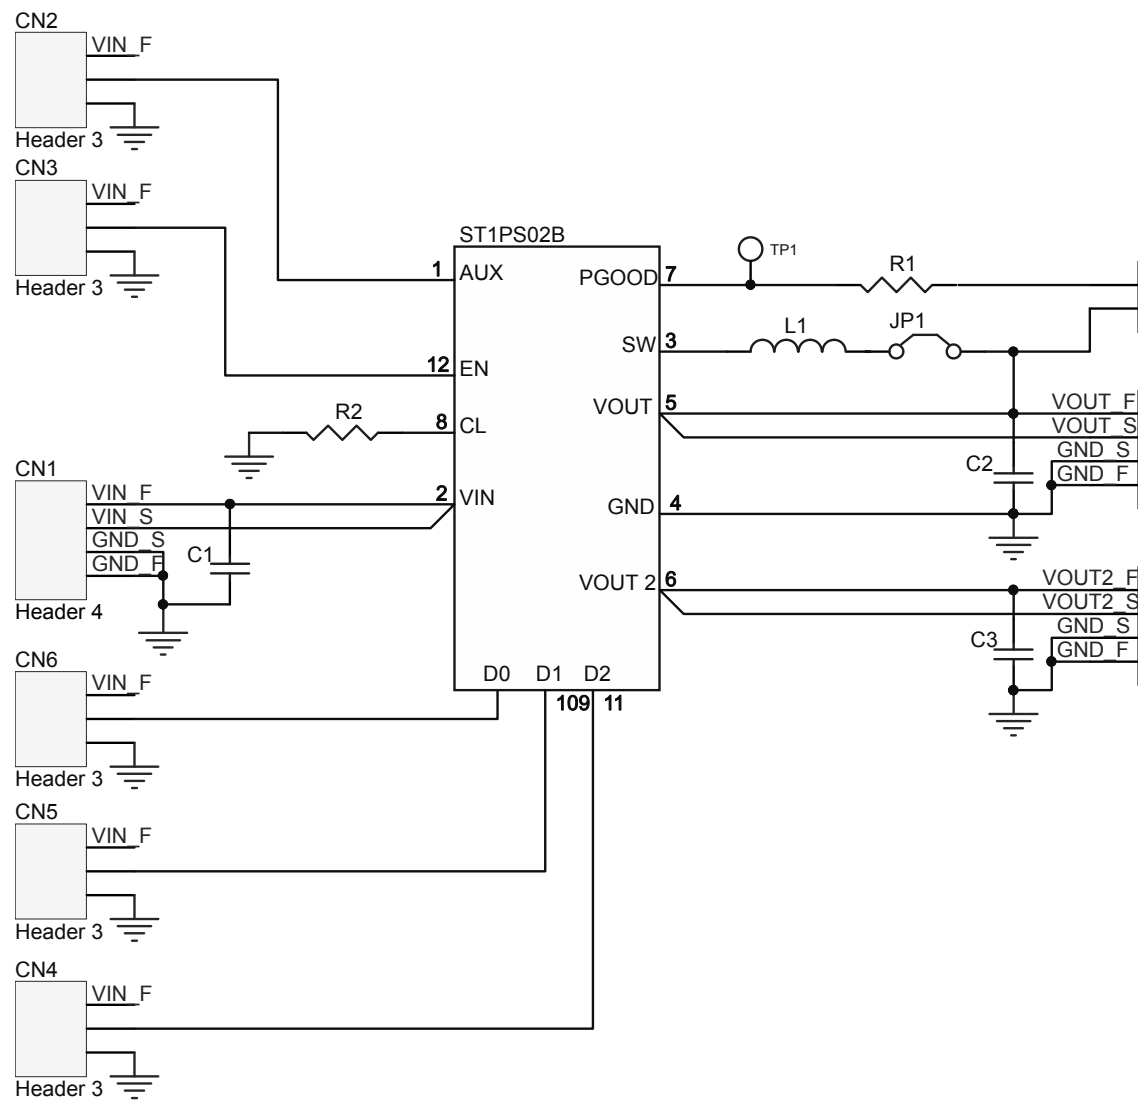 CN2
VIN_F
Header 3
CN3
VIN_F
Header 3
ST1PS02B
1 AUX
PGOOD 7
TP1
R1
SW 3
L1
JP1
12 EN
VOUT 5
VOUT_F
VOUT_S
R2
8 CL
C2
GND_S
GND_F
CN1
VIN_F
VIN_S
GND_S
GND_F
Header 4
2 VIN
C1
GND 4
VOUT 2 6
VOUT2_F
VOUT2_S
C3
GND_S
GND_F
D0 D1 D2
109 11
CN6
VIN_F
Header 3
CN5
VIN_F
Header 3
CN4
VIN_F
Header 3